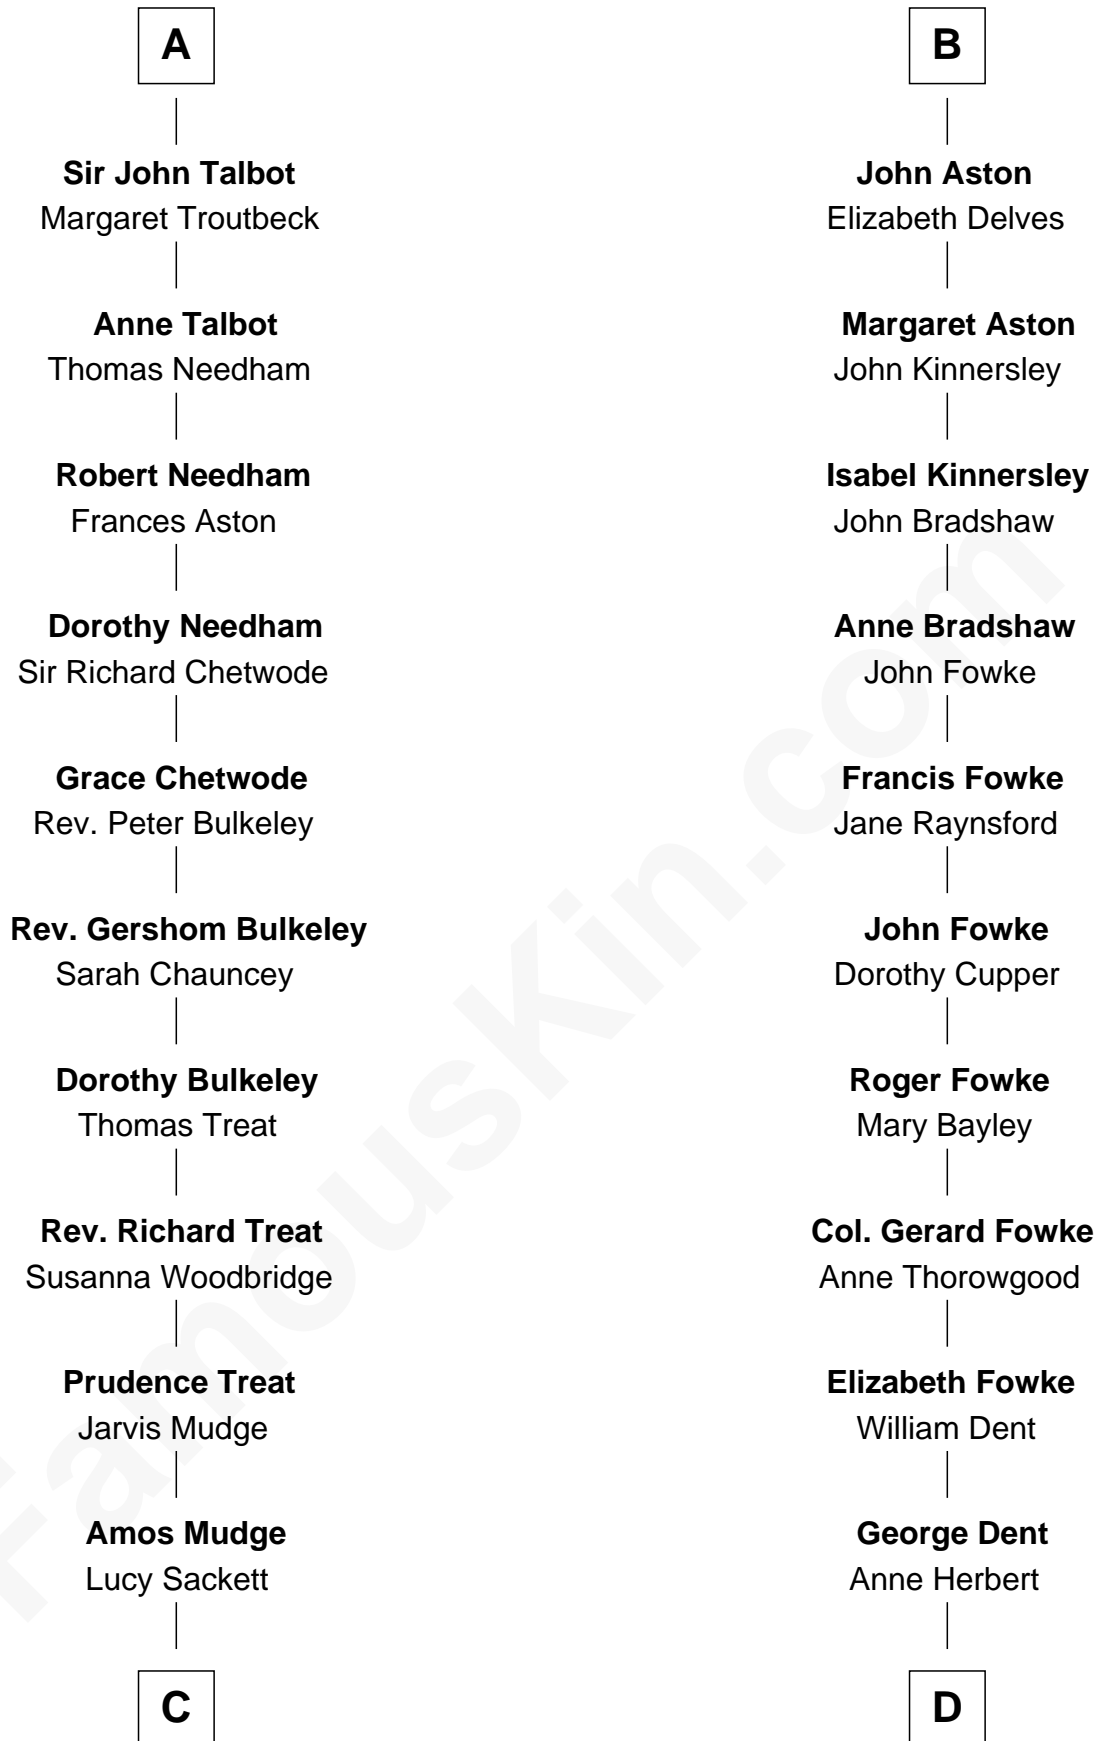 A
Sir John Talbot
Margaret Troutbeck
Anne Talbot
Thomas Needham
Robert Needham
Frances Aston
Dorothy Needham
Sir Richard Chetwode
Grace Chetwode
Rev. Peter Bulkeley
Rev. Gershom Bulkeley
Sarah Chauncey
Dorothy Bulkeley
Thomas Treat
Rev. Richard Treat
Susanna Woodbridge
Prudence Treat
Jarvis Mudge
Amos Mudge
Lucy Sackett
C
B
John Aston
Elizabeth Delves
Margaret Aston
John Kinnersley
Isabel Kinnersley
John Bradshaw
Anne Bradshaw
John Fowke
Francis Fowke
Jane Raynsford
John Fowke
Dorothy Cupper
Roger Fowke
Mary Bayley
Col. Gerard Fowke
Anne Thorowgood
Elizabeth Fowke
William Dent
George Dent
Anne Herbert
D
FamousKin.com